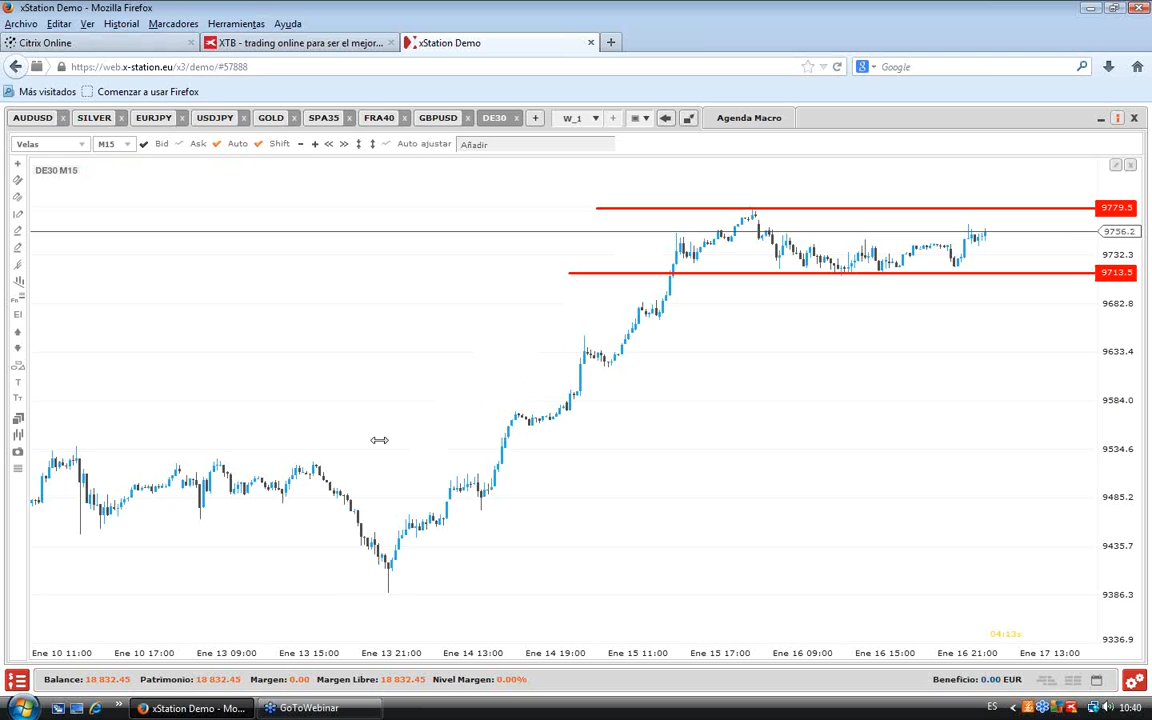 xStation Demo - Mozilla Firefox
Archivo Editar Ver Historial Marcadores Herramientas Ayuda
Citrix Online x XTB - trading online para ser el mejor... x xStation Demo x +
https://web.x-station.eu/x3/demo/#57888 Google
Más visitados Comenzar a usar Firefox
AUDUSD x SILVER x EURJPY x USDJPY x GOLD x SPA35 x FRA40 x GBPUSD x DE30 x + W_1 + Agenda Macro
Velas M15 Bid Ask Auto Shift Auto ajustar Añadir
DE30 M15
9779.5
9756.2
9732.3
9713.5
9682.8
9633.4
9584.0
9534.6
9485.2
9435.7
9386.3
04:13s
9336.9
Ene 10 11:00 Ene 10 17:00 Ene 13 09:00 Ene 13 15:00 Ene 13 21:00 Ene 14 13:00 Ene 14 19:00 Ene 15 11:00 Ene 15 17:00 Ene 16 09:00 Ene 16 15:00 Ene 16 21:00 Ene 17 13:00
Balance: 18 832.45 Patrimonio: 18 832.45 Margen: 0.00 Margen Libre: 18 832.45 Nivel Margen: 0.00% Beneficio: 0.00 EUR
xStation Demo - Mo... GoToWebinar ES 10:40